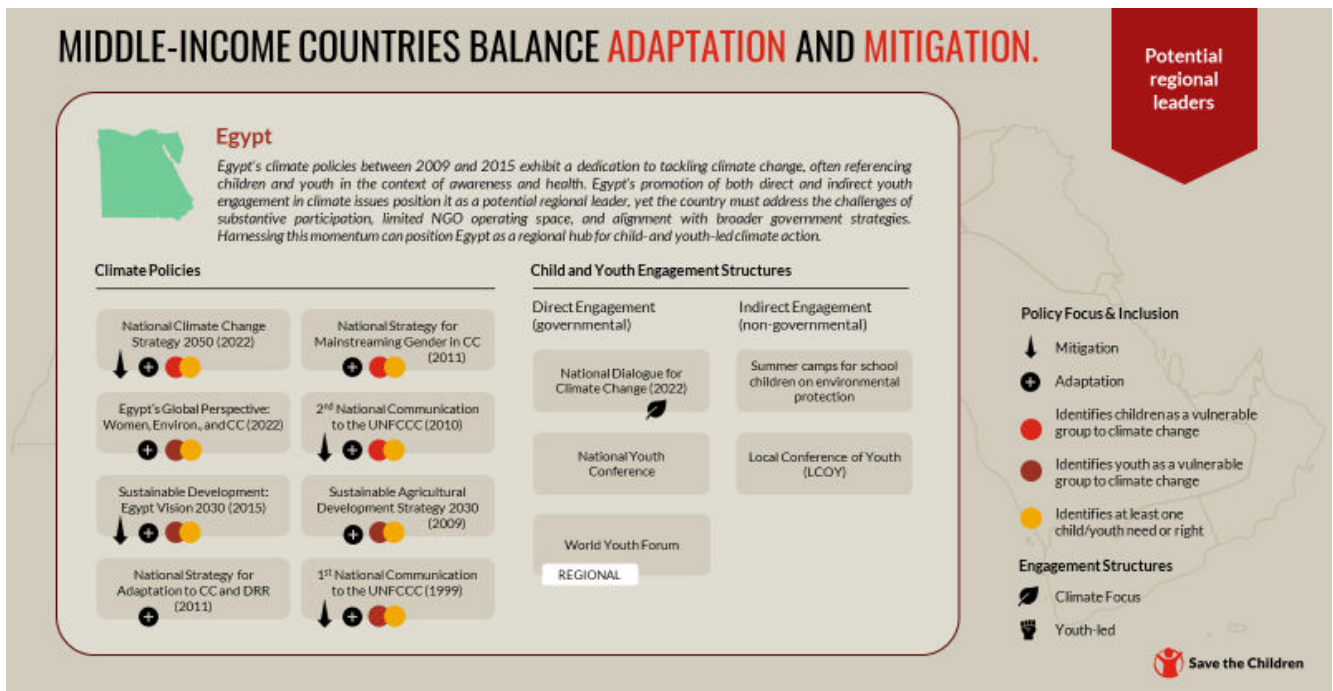 MIDDLE-INCOME COUNTRIES BALANCE ADAPTATION AND MITIGATION.
Potential
regional
leaders
Egypt
Egypt's climate policies between 2009 and 2015 exhibit a dedication to tackling climate change, often referencing
children and youth in the context of awareness and health. Egypt's promotion of both direct and indirect youth
engagement in climate issues position it as a potential regional leader, yet the country must address the challenges of
substantive participation, limited NGO operating space, and alignment with broader government strategies.
Harnessing this momentum can position Egypt as a regional hub for child- and youth-led climate action.
Climate Policies
National Climate Change
Strategy 2050 (2022)
National Strategy for
Mainstreaming Gender in CC
(2011)
Egypt's Global Perspective:
Women, Environ., and CC (2022)
2nd National Communication
to the UNFCCC (2010)
Sustainable Development:
Egypt Vision 2030 (2015)
Sustainable Agricultural
Development Strategy 2030
(2009)
National Strategy for
Adaptation to CC and DRR
(2011)
1st National Communication
to the UNFCCC (1999)
Child and Youth Engagement Structures
Direct Engagement
(governmental)
Indirect Engagement
(non-governmental)
National Dialogue for
Climate Change (2022)
Summer camps for school
children on environmental
protection
National Youth
Conference
Local Conference of Youth
(LCOY)
World Youth Forum
REGIONAL
Policy Focus & Inclusion
Mitigation
Adaptation
Identifies children as a vulnerable
group to climate change
Identifies youth as a vulnerable
group to climate change
Identifies at least one
child/youth need or right
Engagement Structures
Climate Focus
Youth-led
Save the Children